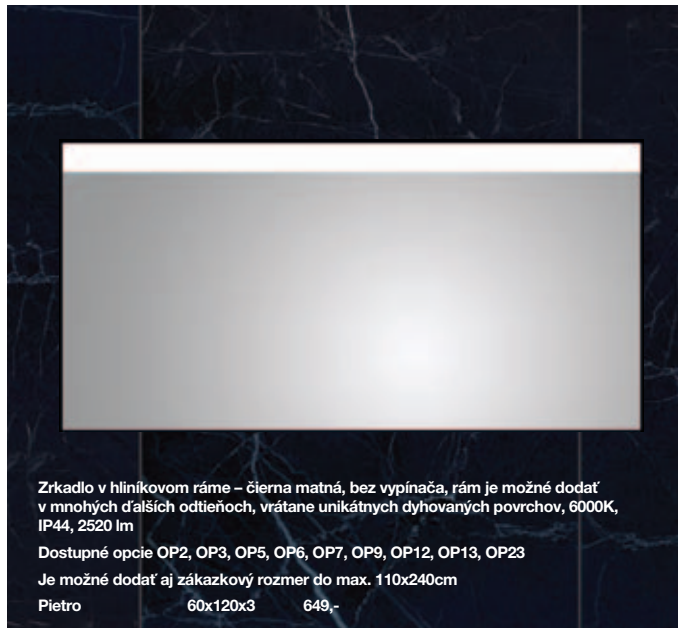 Zrkadlo v hliníkovom ráme – čierna matná, bez vypínača, rám je možné dodať
v mnohých ďalších odtieňoch, vrátane unikátnych dyhovaných povrchov, 6000K,
IP44, 2520 lm
Dostupné opcie OP2, OP3, OP5, OP6, OP7, OP9, OP12, OP13, OP23
Je možné dodať aj zákazkový rozmer do max. 110x240cm
Pietro 60x120x3 649,-